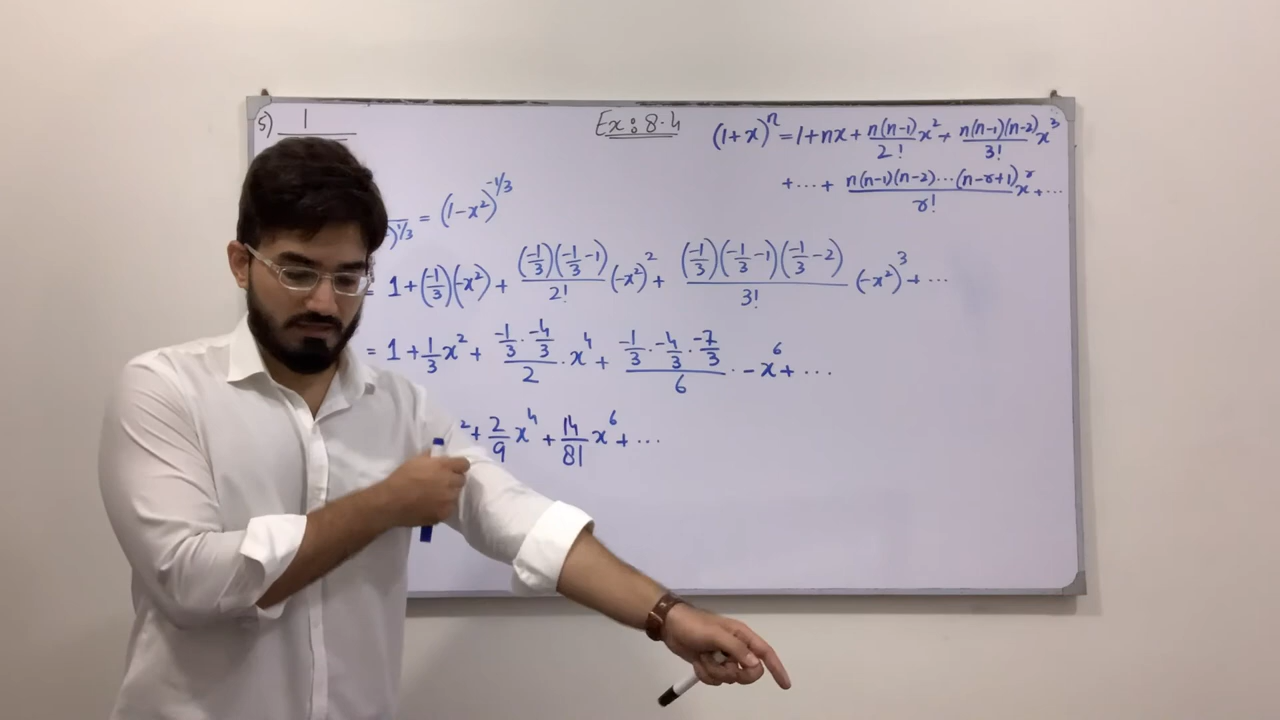 5) 1/
Ex: 8.4
(1+x)^n = 1+nx+ n(n-1)/2! x^2 + n(n-1)(n-2)/3! x^3
+...+ n(n-1)(n-2)...(n-r+1)/r! x^r + ...
)^1/3 = (1-x^2)^-1/3
= 1+(-1/3)(-x^2) + (-1/3)(-1/3-1)/2! (-x^2)^2 + (-1/3)(-1/3-1)(-1/3-2)/3! (-x^2)^3 + ...
= 1+1/3 x^2 + -1/3 . -4/3 / 2 . x^4 + -1/3 . -4/3 . -7/3 / 6 . -x^6 + ...
^2 + 2/9 x^4 + 14/81 x^6 + ...